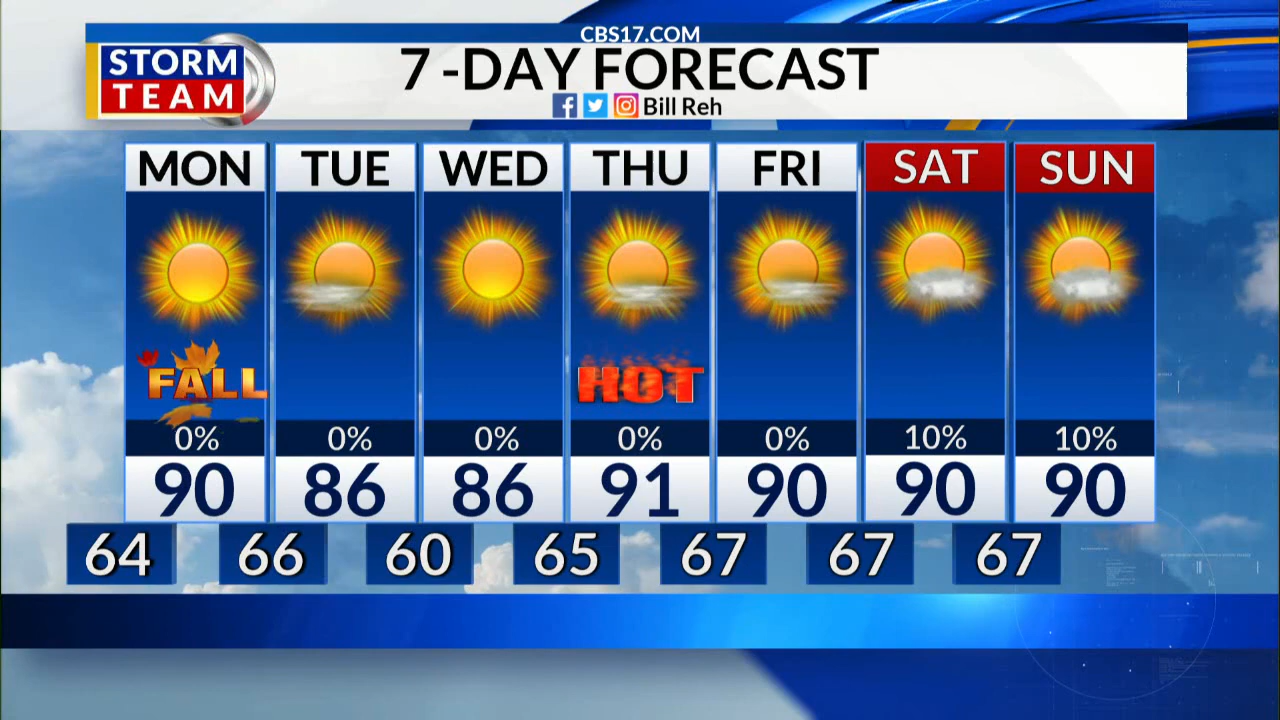 CBS17.COM
STORM
TEAM
7 -DAY FORECAST
Bill Reh
MON TUE WED THU FRI SAT SUN
FALL HOT
0% 0% 0% 0% 0% 10% 10%
90 86 86 91 90 90 90
64 66 60 65 67 67 67